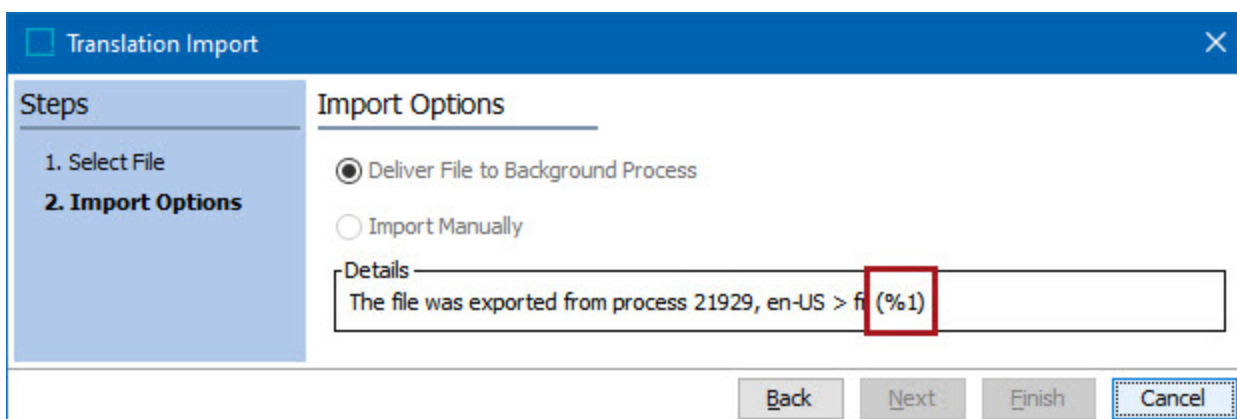 Translation Import
Steps
1. Select File
2. Import Options
Import Options
Deliver File to Background Process
Import Manually
Details
The file was exported from process 21929, en-US > (%1)
Back
Next
Finish
Cancel